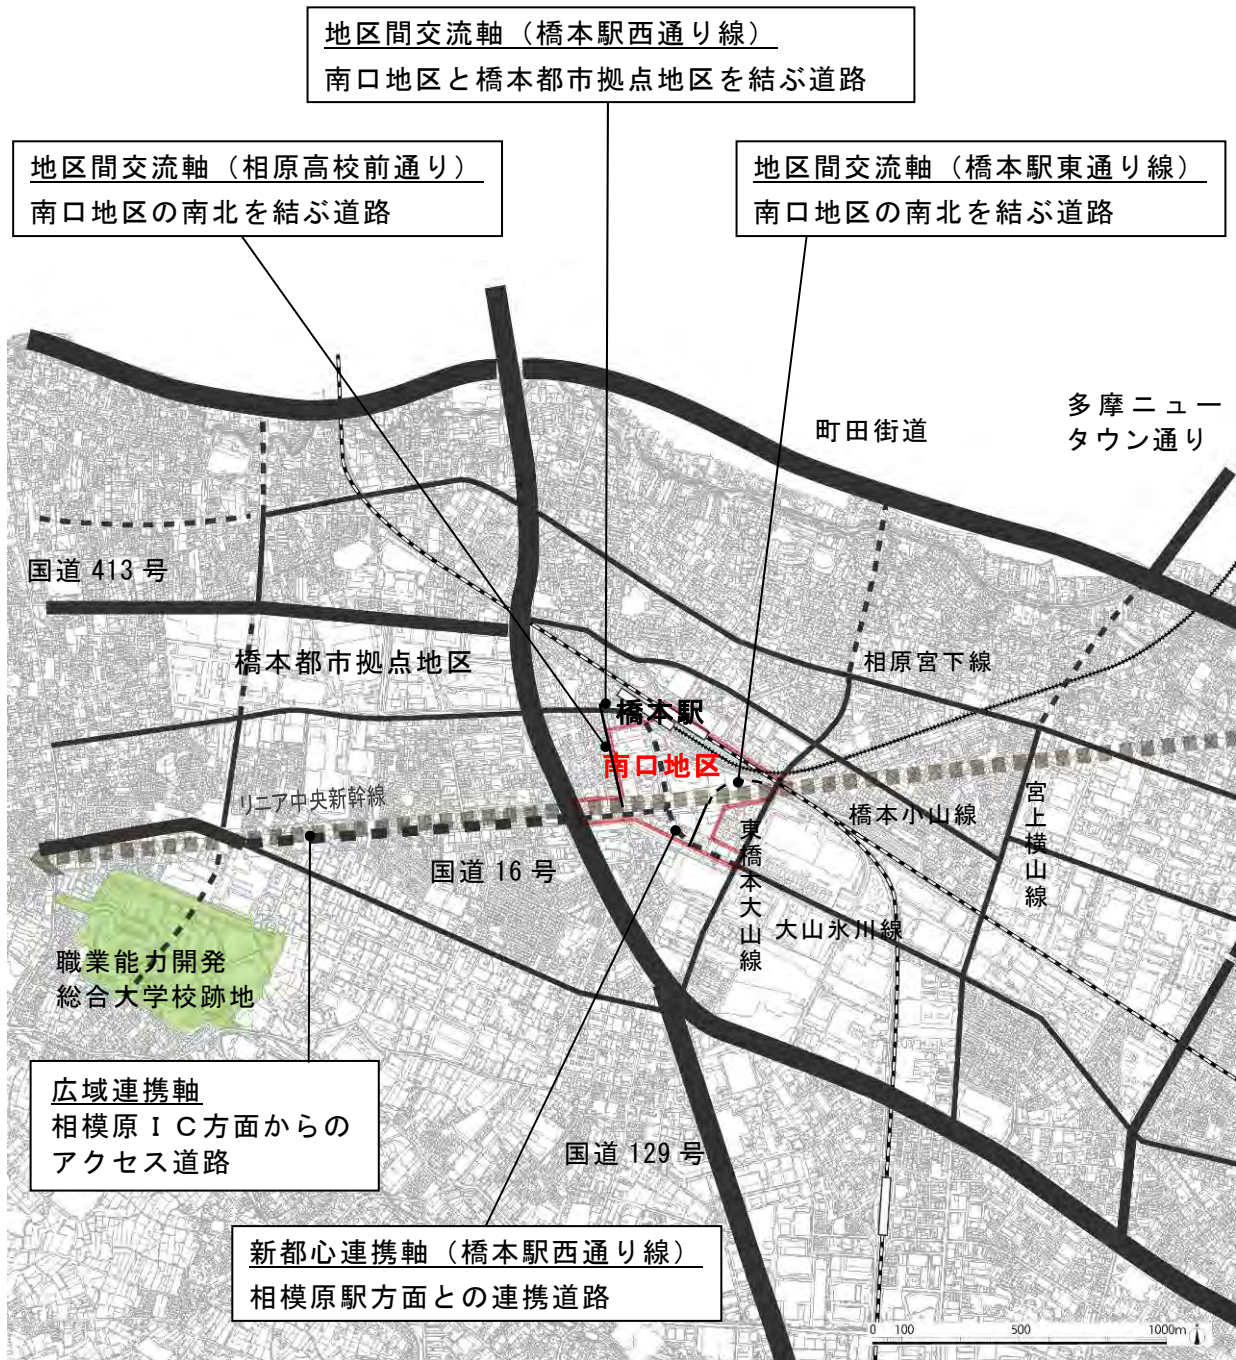 地区間交流軸（橋本駅西通り線）
南口地区と橋本都市拠点地区を結ぶ道路
地区間交流軸（相原高校前通り）
南口地区の南北を結ぶ道路
地区間交流軸（橋本駅東通り線）
南口地区の南北を結ぶ道路
多摩ニュー
タウン通り
町田街道
国道 413 号
橋本都市拠点地区
相原宮下線
橋本駅
南口地区
リニア中央新幹線
橋本小山線
宮上横山線
国道 16 号
東橋本大山線
大山氷川線
職業能力開発
総合大学校跡地
広域連携軸
相模原ＩＣ方面からの
アクセス道路
国道 129 号
新都心連携軸（橋本駅西通り線）
相模原駅方面との連携道路
0 100 500 1000m